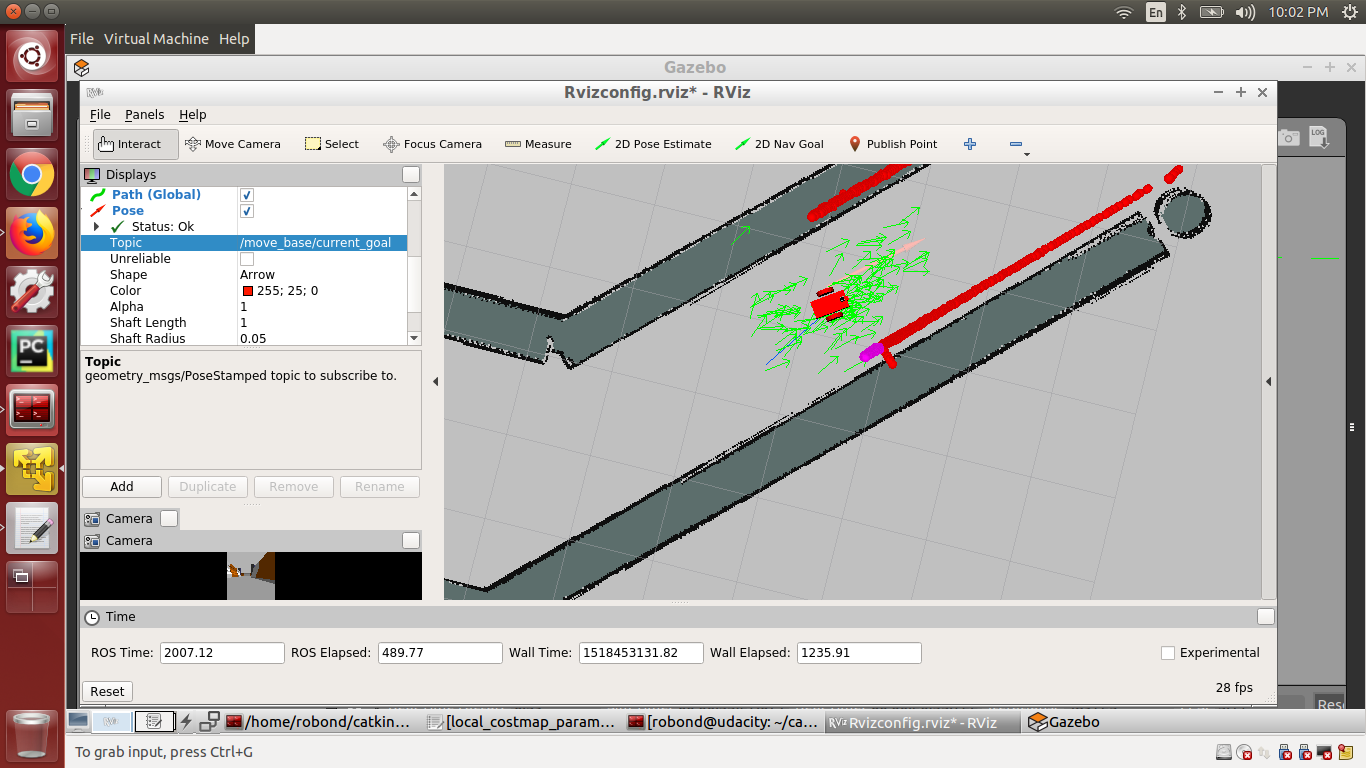 En
10:02 PM
File Virtual Machine Help
Gazebo
Rvizconfig.rviz* - RViz
File Panels Help
Interact Move Camera Select Focus Camera Measure 2D Pose Estimate 2D Nav Goal Publish Point
LOG
Displays
Path (Global)
Pose
Status: Ok
Topic /move_base/current_goal
Unreliable
Shape Arrow
Color 255; 25; 0
Alpha 1
Shaft Length 1
Shaft Radius 0.05
Topic
geometry_msgs/PoseStamped topic to subscribe to.
Add Duplicate Remove Rename
Camera
Camera
PC
Time
ROS Time: 2007.12 ROS Elapsed: 489.77 Wall Time: 1518453131.82 Wall Elapsed: 1235.91 Experimental
Reset 28 fps
/home/robond/catkin... [local_costmap_param... [robond@udacity: ~/ca... RViz Rvizconfig.rviz* - RViz Gazebo
To grab input, press Ctrl+G